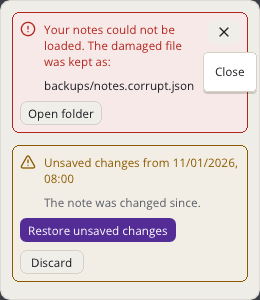 Your notes could not be
loaded. The damaged file
was kept as:
backups/notes.corrupt.json
Close
Open folder
Unsaved changes from 11/01/2026,
08:00
The note was changed since.
Restore unsaved changes
Discard